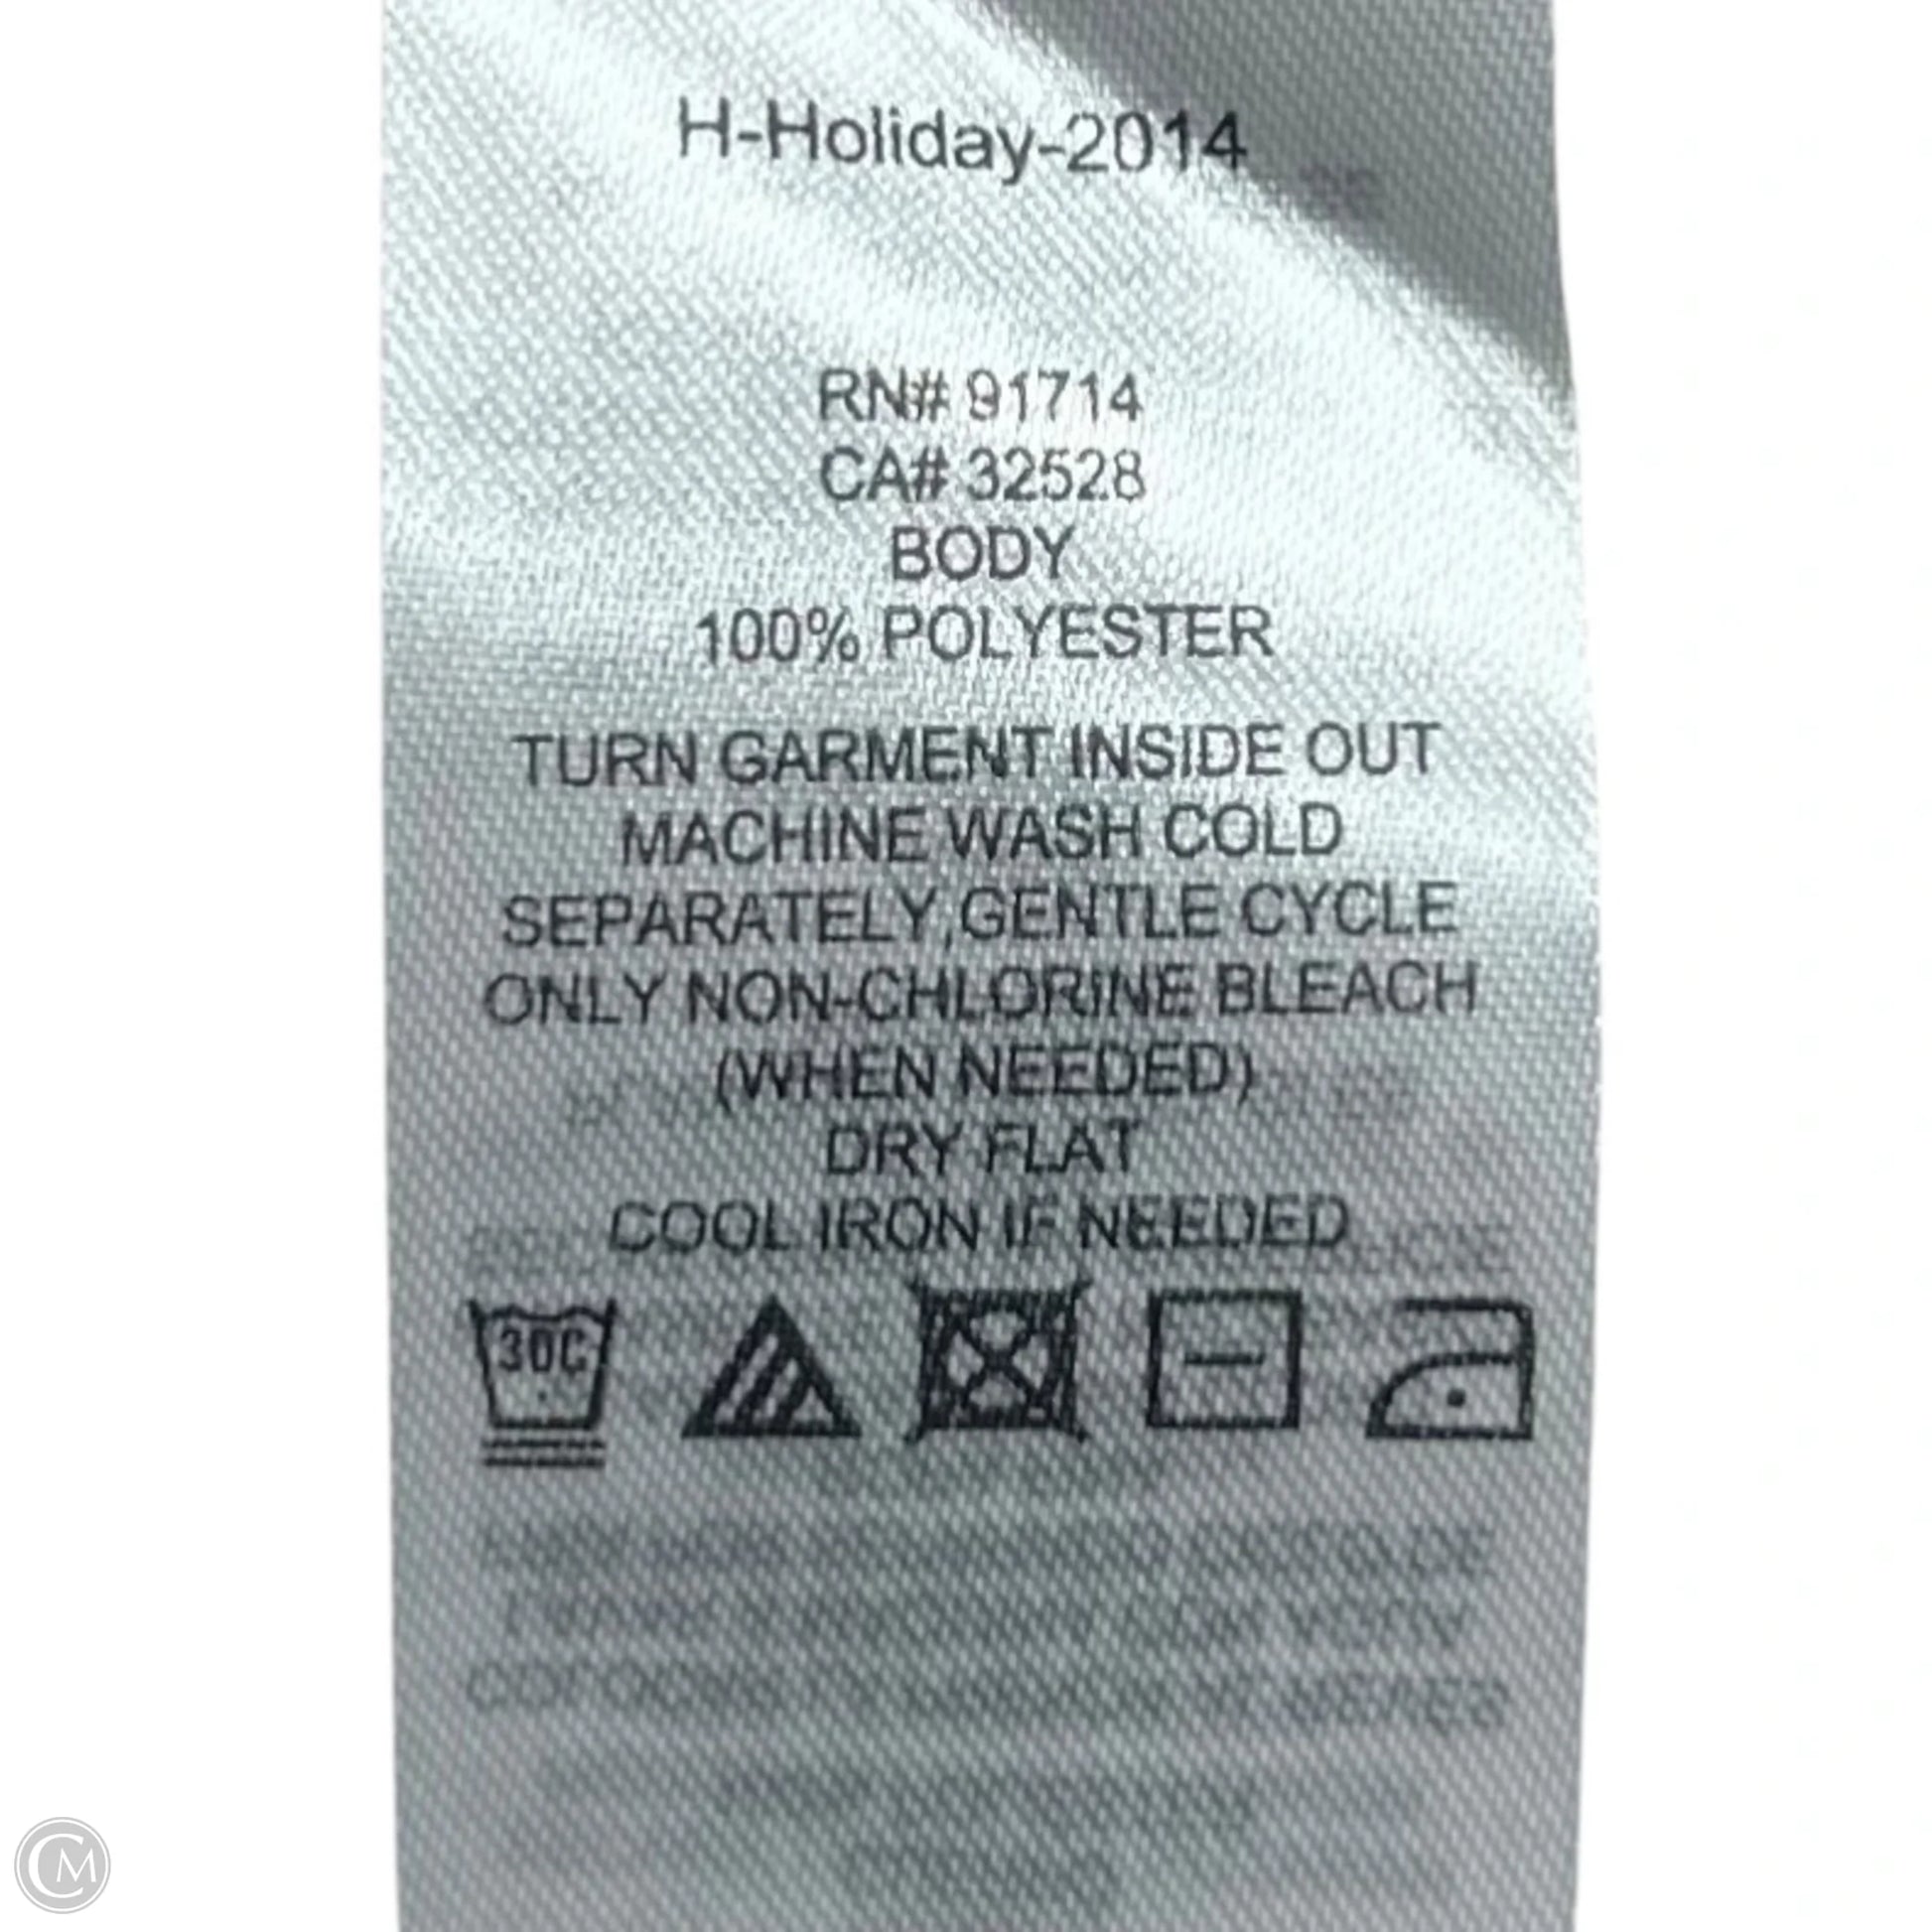 H-Holiday-2014
RN# 91714
CA# 32528
BODY
100% POLYESTER
TURN GARMENT INSIDE OUT
MACHINE WASH COLD
SEPARATELY,GENTLE CYCLE
ONLY NON-CHLORINE BLEACH
(WHEN NEEDED)
DRY FLAT
COOL IRON IF NEEDED
30C
CM